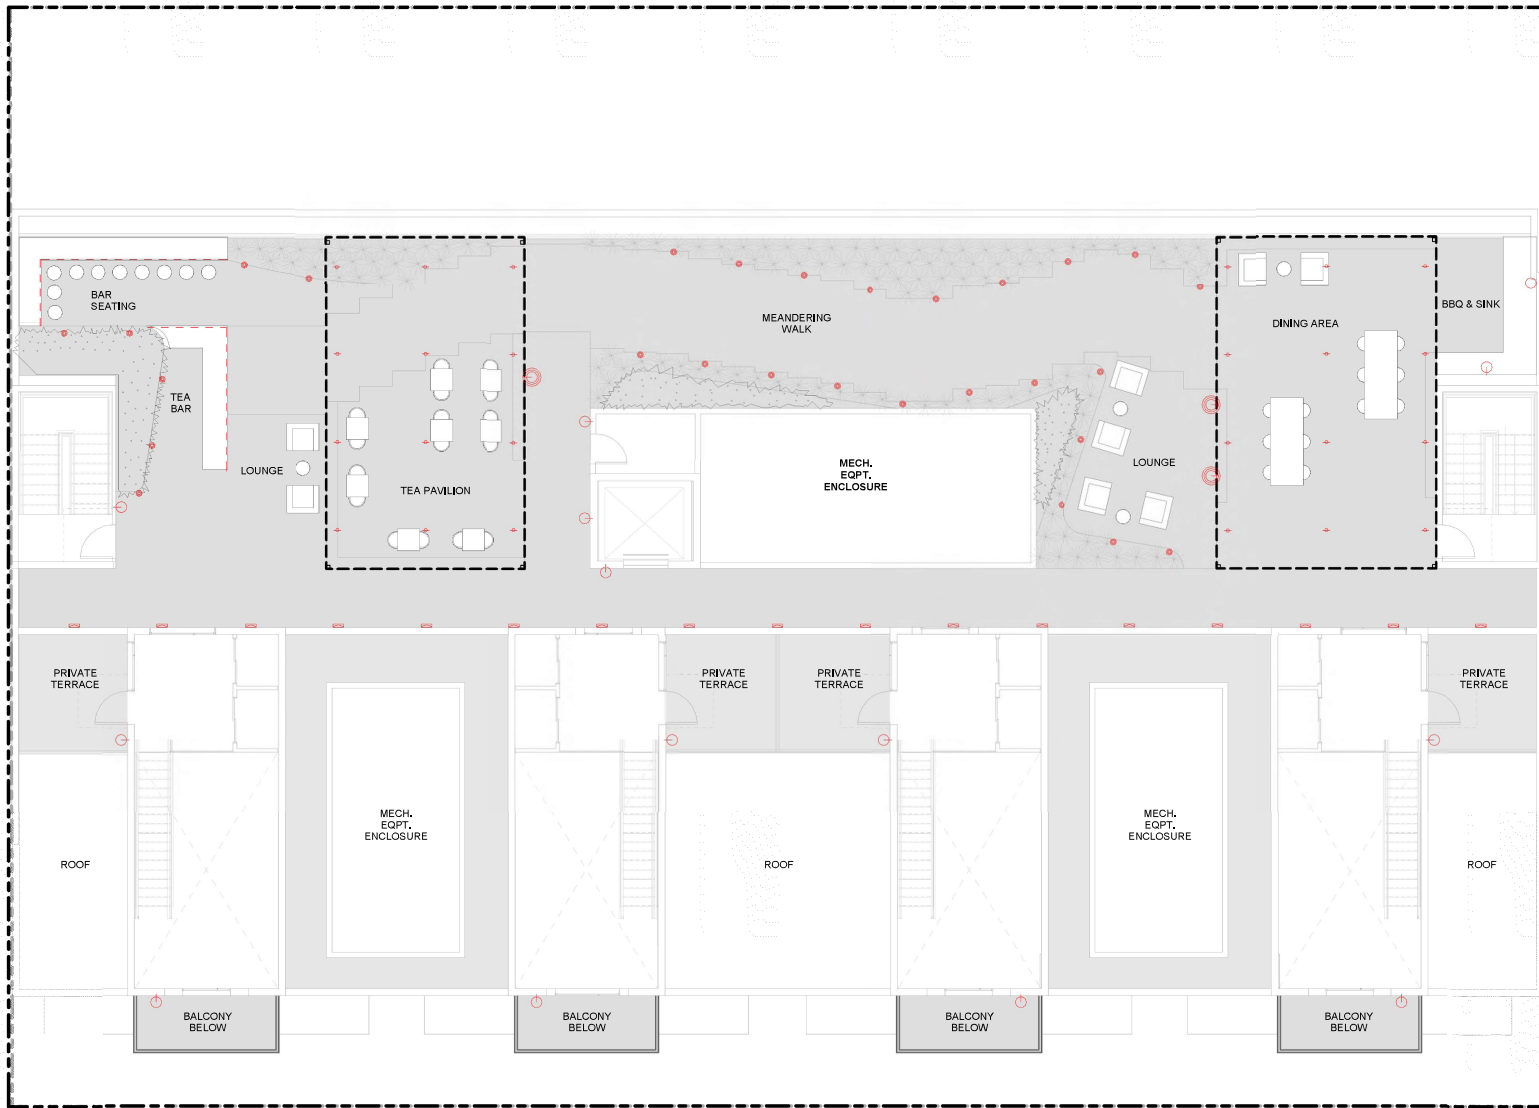 BAR
SEATING
MEANDERING
WALK
DINING AREA
BBQ & SINK
TEA
BAR
LOUNGE
TEA PAVILION
MECH.
EQPT.
ENCLOSURE
LOUNGE
PRIVATE
TERRACE
PRIVATE
TERRACE
PRIVATE
TERRACE
PRIVATE
TERRACE
MECH.
EQPT.
ENCLOSURE
MECH.
EQPT.
ENCLOSURE
ROOF
ROOF
ROOF
BALCONY
BELOW
BALCONY
BELOW
BALCONY
BELOW
BALCONY
BELOW